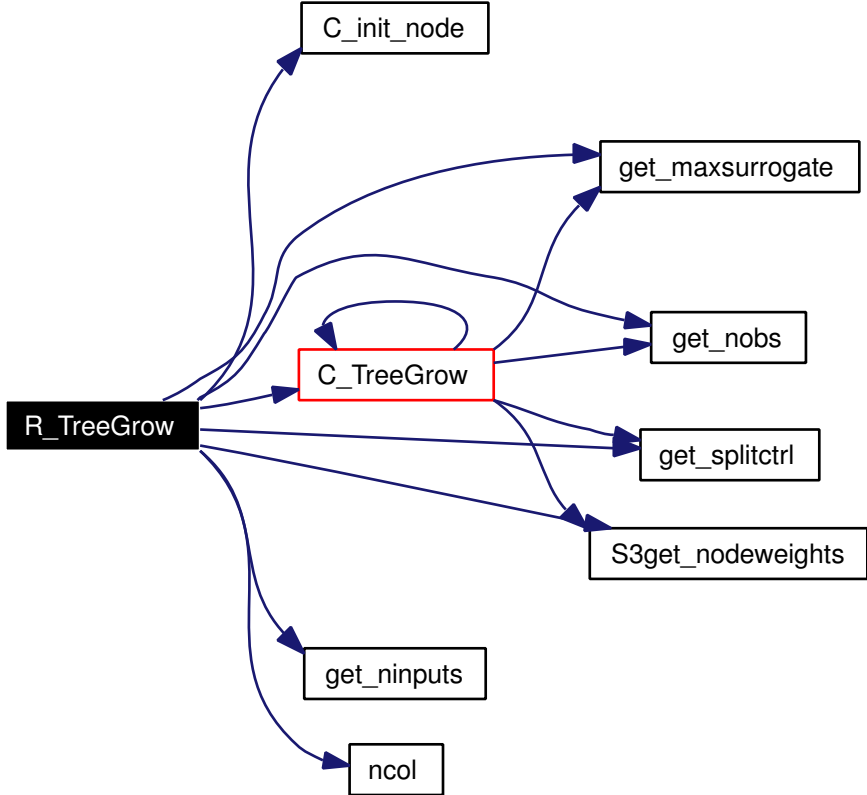 C_init_node
get_maxsurrogate
get_nobs
C_TreeGrow
R_TreeGrow
get_splitctrl
S3get_nodeweights
get_ninputs
ncol